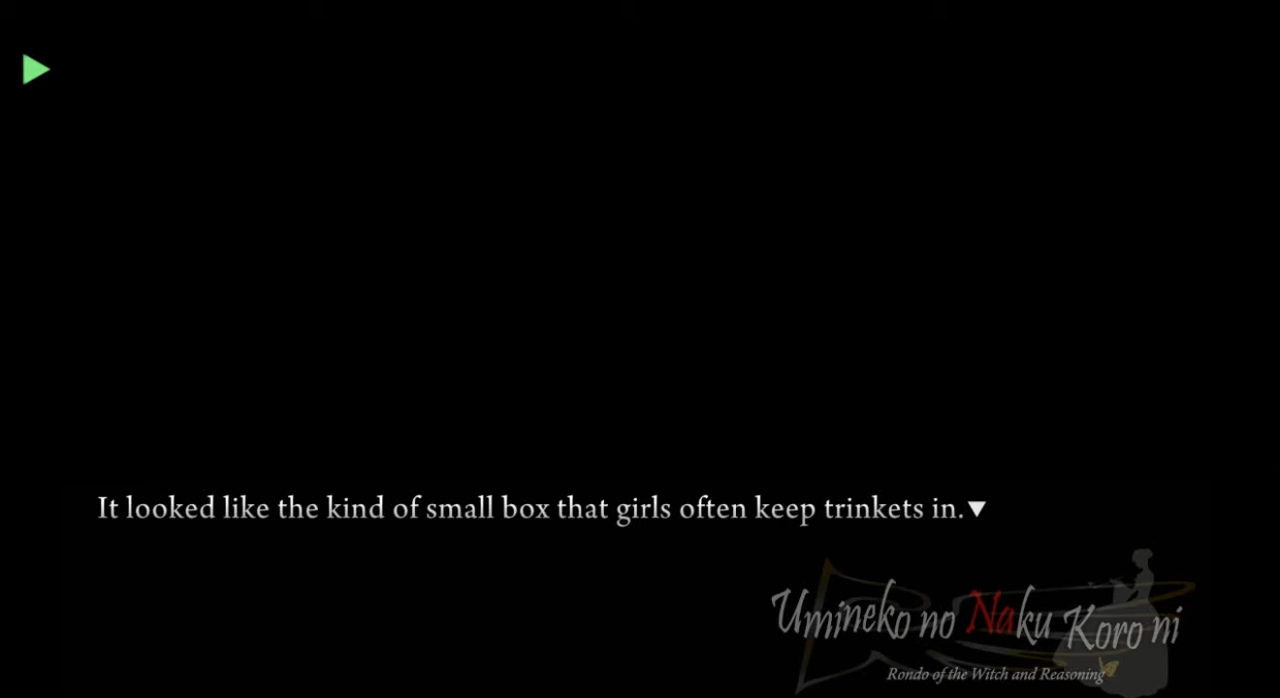 It looked like the kind of small box that girls often keep trinkets in.
Umineko no Naku Koro ni
Rondo of the Witch and Reasoning